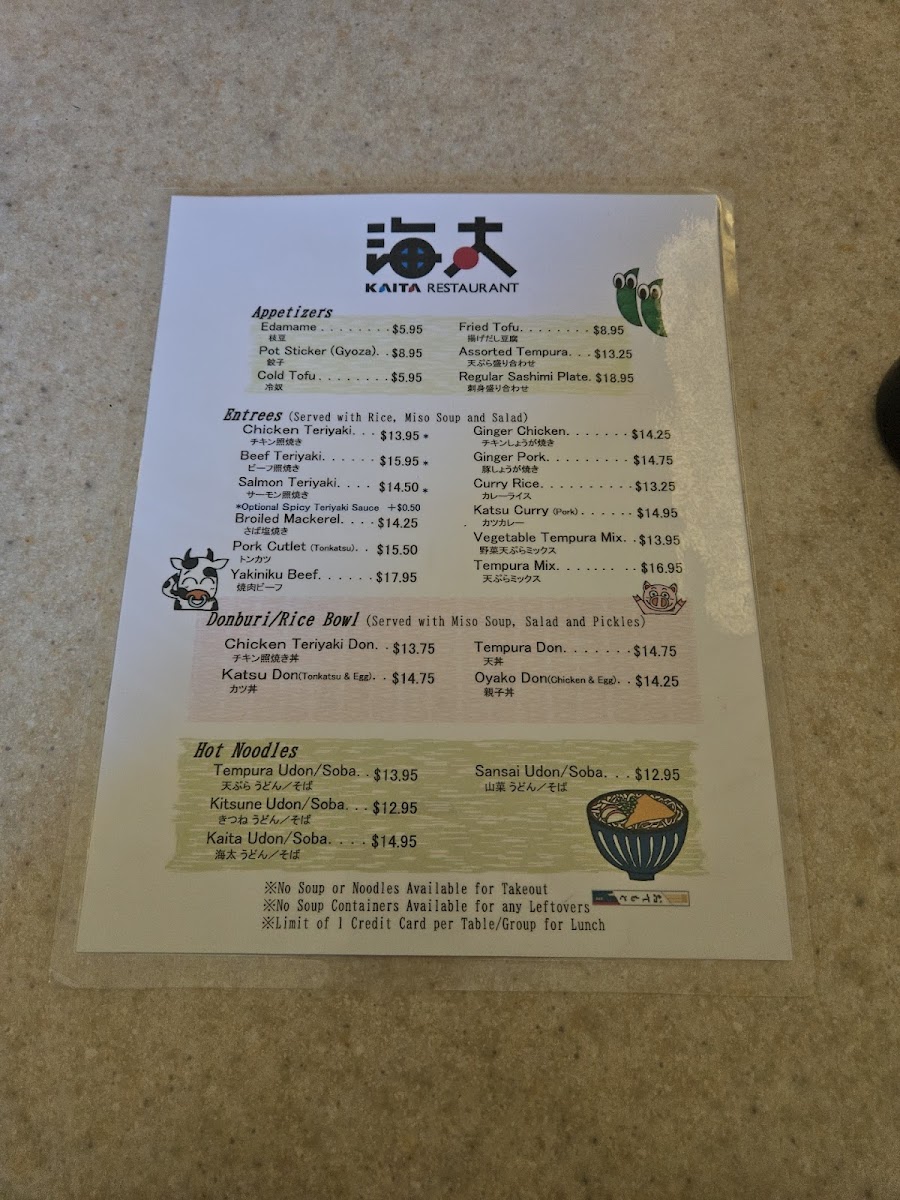 海太
KAITA RESTAURANT
Appetizers
Edamame . . . . . . . . $5.95
枝豆
Pot Sticker (Gyoza). . $8.95
餃子
Cold Tofu . . . . . . . . $5.95
冷奴
Fried Tofu. . . . . . . . $8.95
揚げだし豆腐
Assorted Tempura. . . $13.25
天ぷら盛り合わせ
Regular Sashimi Plate. $18.95
刺身盛り合わせ
Entrees (Served with Rice, Miso Soup and Salad)
Chicken Teriyaki. . . $13.95 *
チキン照焼き
Beef Teriyaki. . . . . . $15.95 *
ビーフ照焼き
Salmon Teriyaki. . . . $14.50 *
サーモン照焼き
*Optional Spicy Teriyaki Sauce +$0.50
Broiled Mackerel. . . . $14.25
さば塩焼き
Pork Cutlet (Tonkatsu). . $15.50
トンカツ
Yakiniku Beef. . . . . . $17.95
焼肉ビーフ
Ginger Chicken. . . . . . . $14.25
チキンしょうが焼き
Ginger Pork. . . . . . . . . $14.75
豚しょうが焼き
Curry Rice. . . . . . . . . . $13.25
カレーライス
Katsu Curry (Pork) . . . . . . $14.95
カツカレー
Vegetable Tempura Mix. . $13.95
野菜天ぷらミックス
Tempura Mix. . . . . . . . $16.95
天ぷらミックス
Donburi/Rice Bowl (Served with Miso Soup, Salad and Pickles)
Chicken Teriyaki Don. . $13.75
チキン照焼き丼
Katsu Don(Tonkatsu & Egg). . $14.75
カツ丼
Tempura Don. . . . . . . $14.75
天丼
Oyako Don(Chicken & Egg). . $14.25
親子丼
Hot Noodles
Tempura Udon/Soba. . $13.95
天ぷら うどん／そば
Kitsune Udon/Soba. . . $12.95
きつね うどん／そば
Kaita Udon/Soba. . . . . $14.95
海太 うどん／そば
Sansai Udon/Soba. . . $12.95
山菜 うどん／そば
※No Soup or Noodles Available for Takeout
※No Soup Containers Available for any Leftovers
おてもと
※Limit of 1 Credit Card per Table/Group for Lunch